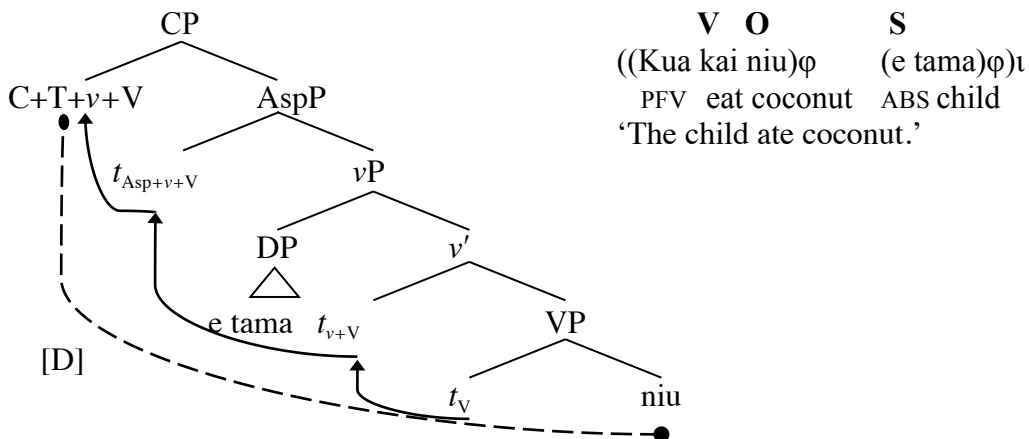 CP
V O S
((Kua kai niu)φ (e tama)φ)ι
C+T+v+V AspP
PFV eat coconut ABS child
‘The child ate coconut.’
t_Asp+v+V vP
DP v′
e tama t_v+V VP
[D]
t_V niu